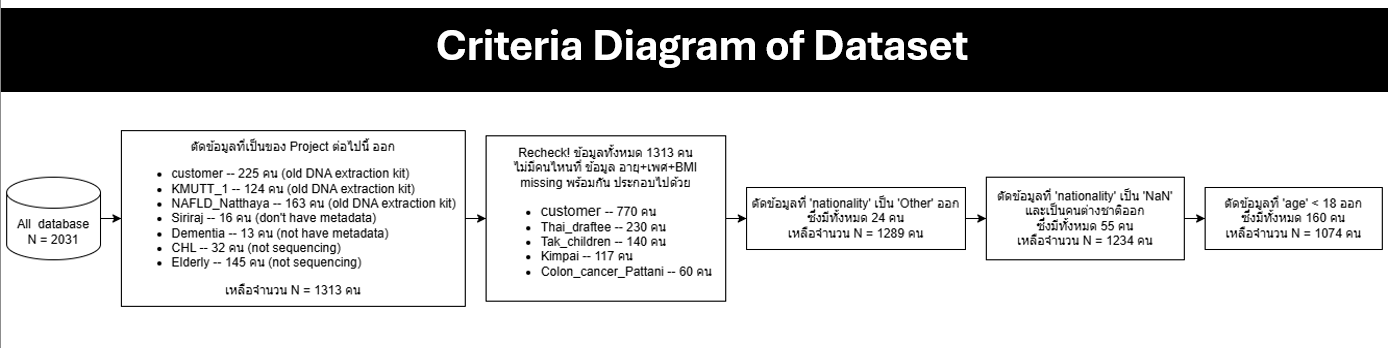 Criteria Diagram of Dataset
All database
N = 2031
ตัดข้อมูลที่เป็นของ Project ต่อไปนี้ ออก
• customer -- 225 คน (old DNA extraction kit)
• KMUTT_1 -- 124 คน (old DNA extraction kit)
• NAFLD_Natthaya -- 163 คน (old DNA extraction kit)
• Siriraj -- 16 คน (don't have metadata)
• Dementia -- 13 คน (not have metadata)
• CHL -- 32 คน (not sequencing)
• Elderly -- 145 คน (not sequencing)
เหลือจำนวน N = 1313 คน
Recheck! ข้อมูลทั้งหมด 1313 คน
ไม่มีคนไหนที่ ข้อมูล อายุ+เพศ+BMI
missing พร้อมกัน ประกอบไปด้วย
• customer -- 770 คน
• Thai_draftee -- 230 คน
• Tak_children -- 140 คน
• Kimpai -- 117 คน
• Colon_cancer_Pattani -- 60 คน
ตัดข้อมูลที่ 'nationality' เป็น 'Other' ออก
ซึ่งมีทั้งหมด 24 คน
เหลือจำนวน N = 1289 คน
ตัดข้อมูลที่ 'nationality' เป็น 'NaN'
และเป็นคนต่างชาติออก
ซึ่งมีทั้งหมด 55 คน
เหลือจำนวน N = 1234 คน
ตัดข้อมูลที่ 'age' < 18 ออก
ซึ่งมีทั้งหมด 160 คน
เหลือจำนวน N = 1074 คน